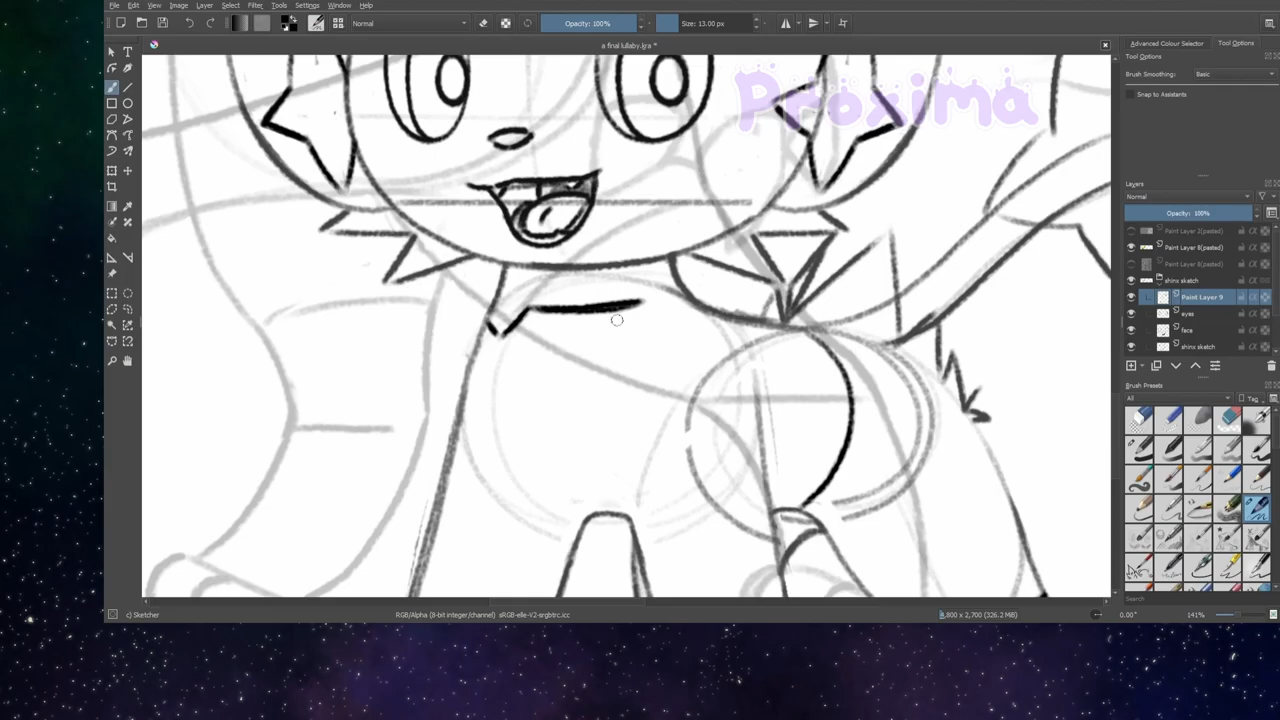 File Edit View Image Layer Select Filter Tools Settings Window Help
Normal
Opacity: 100%
Size: 13.00 px
a final lullaby.kra *
Advanced Colour Selector
Tool Options
Tool Options
Brush Smoothing:
Basic
Snap to Assistants
Proxima
Layers
Normal
Opacity: 100%
Paint Layer 2(pasted)
Paint Layer 8(pasted)
Paint Layer 8(pasted)
shinx sketch
Paint Layer 9
eyes
face
shinx sketch
Brush Presets
All
Tag
Search
c) Sketcher
RGB/Alpha (8-bit integer/channel) sRGB-elle-V2-srgbtrc.icc
,800 x 2,700 (326.2 MiB)
0.00°
141%